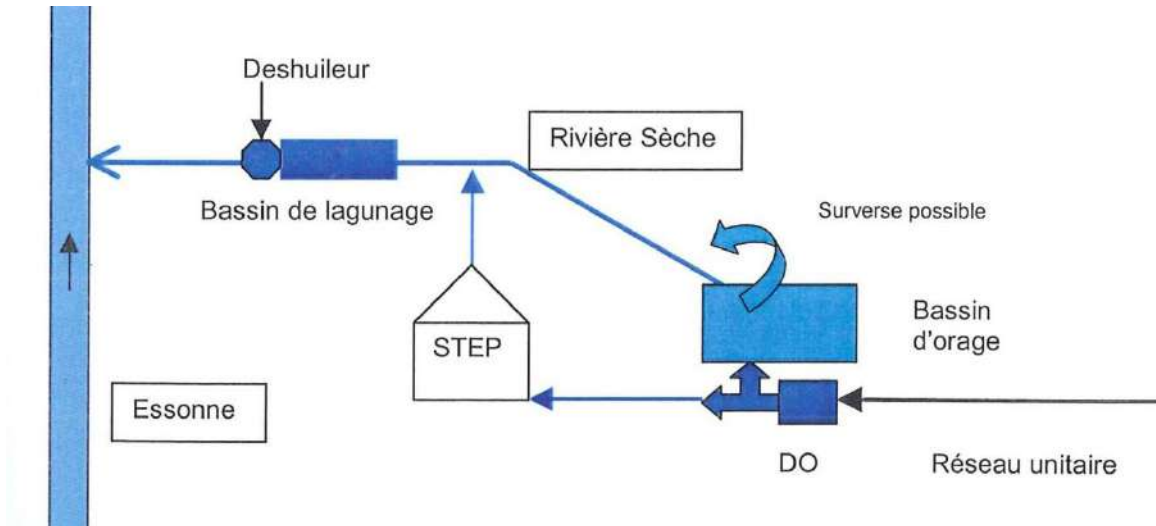 Deshuileur
Rivière Sèche
Bassin de lagunage
Surverse possible
Bassin
d'orage
STEP
Essonne
DO
Réseau unitaire